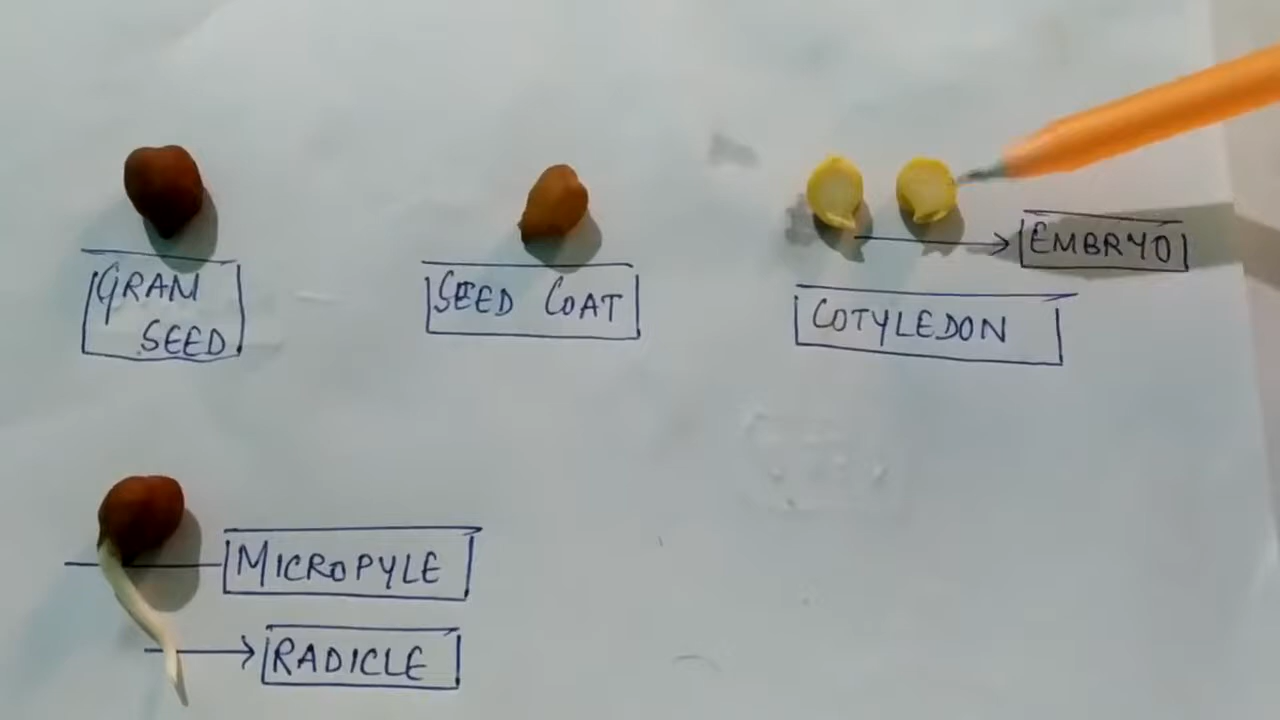 GRAM
SEED
SEED COAT
EMBRYO
COTYLEDON
MICROPYLE
RADICLE